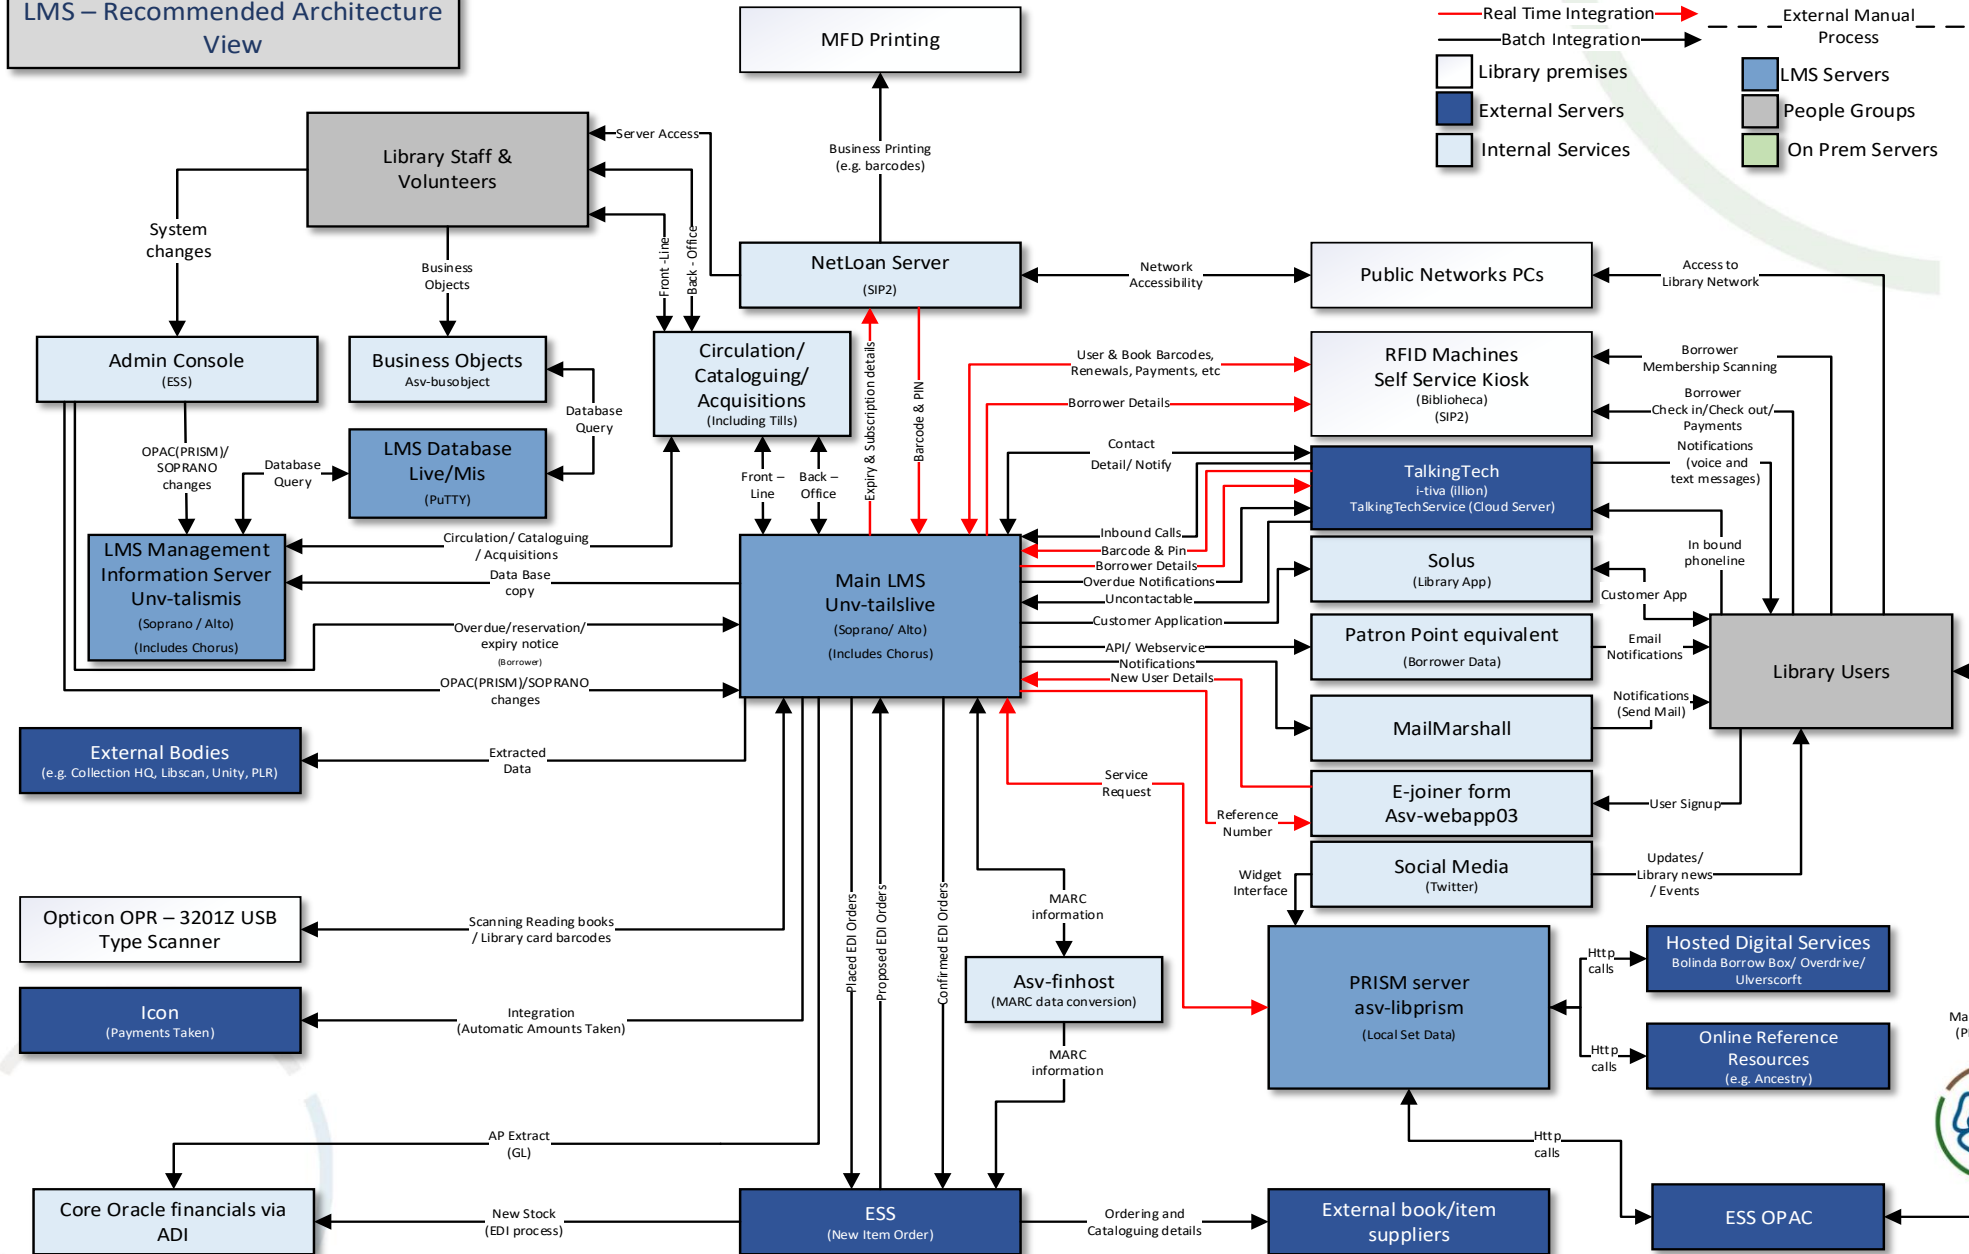 LMS – Recommended Architecture
View
Real Time Integration
Batch Integration
External Manual
Process
Library premises
External Servers
Internal Services
LMS Servers
People Groups
On Prem Servers
MFD Printing
Business Printing
(e.g. barcodes)
Library Staff &
Volunteers
Server Access
System
changes
Business
Objects
Front -Line
Back - Office
NetLoan Server
(SIP2)
Network
Accessibility
Public Networks PCs
Access to
Library Network
Admin Console
(ESS)
Business Objects
Asv-busobject
Circulation/
Cataloguing/
Acquisitions
(Including Tills)
Expiry & Subscription details
Barcode & PIN
User & Book Barcodes,
Renewals, Payments, etc
Borrower Details
RFID Machines
Self Service Kiosk
(Biblioheca)
(SIP2)
Borrower
Membership Scanning
Borrower
Check in/Check out/
Payments
OPAC(PRISM)/
SOPRANO
changes
Database
Query
LMS Database
Live/Mis
(PuTTY)
Database
Query
Front –
Line
Back –
Office
Contact
Detail/ Notify
TalkingTech
i-tiva (illion)
TalkingTechService (Cloud Server)
Notifications
(voice and
text messages)
LMS Management
Information Server
Unv-talismis
(Soprano / Alto)
(Includes Chorus)
Circulation/ Cataloguing
/ Acquisitions
Data Base
copy
Overdue/reservation/
expiry notice
(Borrower)
OPAC(PRISM)/SOPRANO
changes
Main LMS
Unv-tailslive
(Soprano/ Alto)
(Includes Chorus)
Inbound Calls
Barcode & Pin
Borrower Details
Overdue Notifications
Uncontactable
Customer Application
API/ Webservice
Notifications
New User Details
Solus
(Library App)
In bound
phoneline
Customer App
Patron Point equivalent
(Borrower Data)
Email
Notifications
Library Users
MailMarshall
Notifications
(Send Mail)
External Bodies
(e.g. Collection HQ, Libscan, Unity, PLR)
Extracted
Data
Service
Request
Reference
Number
E-joiner form
Asv-webapp03
User Signup
Widget
Interface
Social Media
(Twitter)
Updates/
Library news
/ Events
Opticon OPR – 3201Z USB
Type Scanner
Scanning Reading books
/ Library card barcodes
Placed EDI Orders
Proposed EDI Orders
Confirmed EDI Orders
MARC
information
Asv-finhost
(MARC data conversion)
MARC
information
PRISM server
asv-libprism
(Local Set Data)
Http
calls
Hosted Digital Services
Bolinda Borrow Box/ Overdrive/
Ulverscorft
Http
calls
Online Reference
Resources
(e.g. Ancestry)
Icon
(Payments Taken)
Integration
(Automatic Amounts Taken)
AP Extract
(GL)
Http
calls
Core Oracle financials via
ADI
New Stock
(EDI process)
ESS
(New Item Order)
Ordering and
Cataloguing details
External book/item
suppliers
ESS OPAC